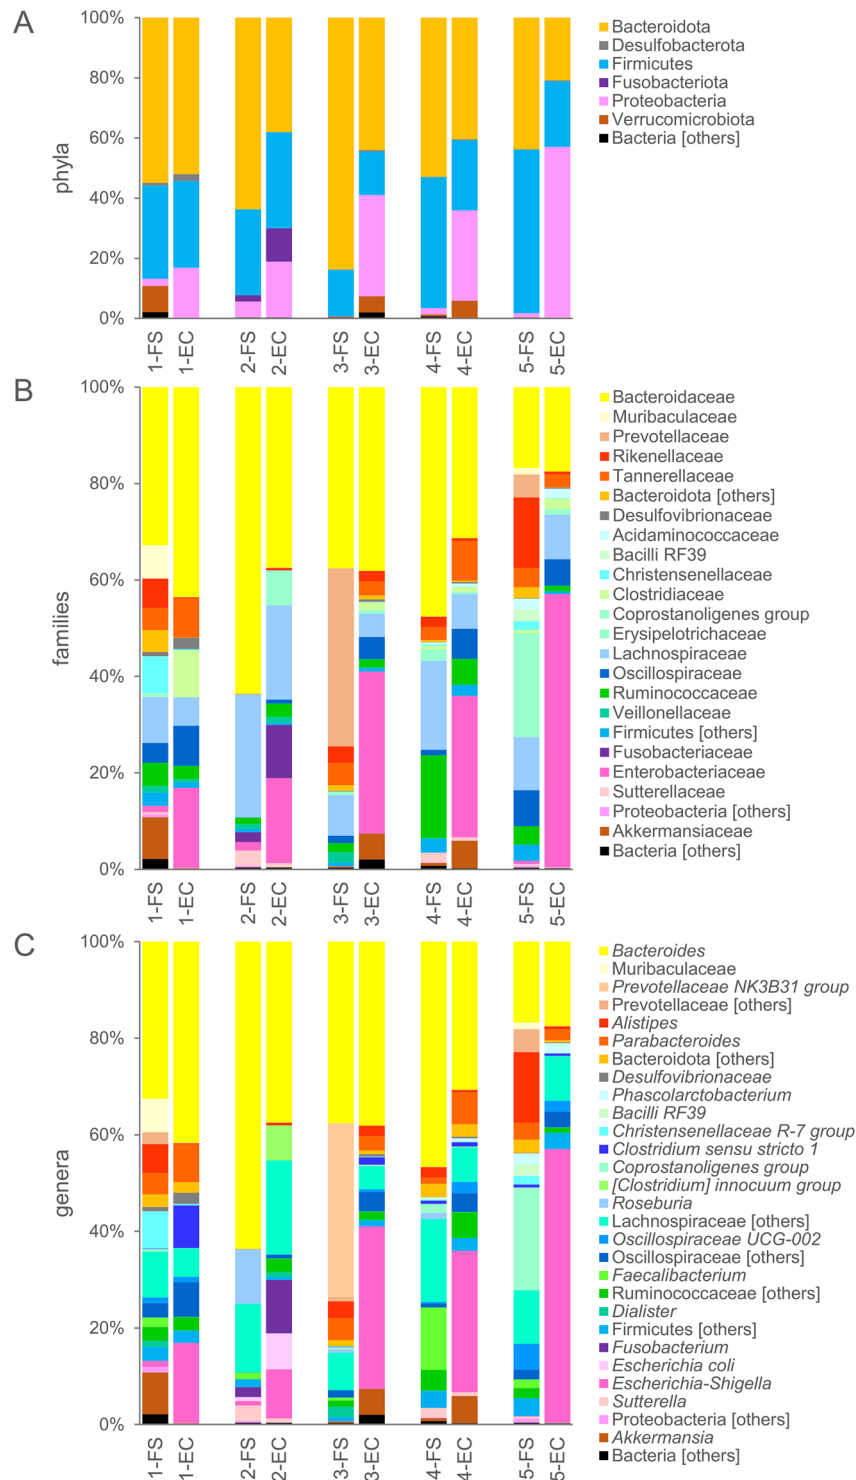 A
100%
80%
60%
40%
20%
0%
phyla
1-FS
1-EC
2-FS
2-EC
3-FS
3-EC
4-FS
4-EC
5-FS
5-EC
Bacteroidota
Desulfobacterota
Firmicutes
Fusobacteriota
Proteobacteria
Verrucomicrobiota
Bacteria [others]
B
100%
80%
60%
40%
20%
0%
families
1-FS
1-EC
2-FS
2-EC
3-FS
3-EC
4-FS
4-EC
5-FS
5-EC
Bacteroidaceae
Muribaculaceae
Prevotellaceae
Rikenellaceae
Tannerellaceae
Bacteroidota [others]
Desulfovibrionaceae
Acidaminococcaceae
Bacilli RF39
Christensenellaceae
Clostridiaceae
Coprostanoligenes group
Erysipelotrichaceae
Lachnospiraceae
Oscillospiraceae
Ruminococcaceae
Veillonellaceae
Firmicutes [others]
Fusobacteriaceae
Enterobacteriaceae
Sutterellaceae
Proteobacteria [others]
Akkermansiaceae
Bacteria [others]
C
100%
80%
60%
40%
20%
0%
genera
1-FS
1-EC
2-FS
2-EC
3-FS
3-EC
4-FS
4-EC
5-FS
5-EC
Bacteroides
Muribaculaceae
Prevotellaceae NK3B31 group
Prevotellaceae [others]
Alistipes
Parabacteroides
Bacteroidota [others]
Desulfovibrionaceae
Phascolarctobacterium
Bacilli RF39
Christensenellaceae R-7 group
Clostridium sensu stricto 1
Coprostanoligenes group
[Clostridium] innocuum group
Roseburia
Lachnospiraceae [others]
Oscillospiraceae UCG-002
Oscillospiraceae [others]
Faecalibacterium
Ruminococcaceae [others]
Dialister
Firmicutes [others]
Fusobacterium
Escherichia coli
Escherichia-Shigella
Sutterella
Proteobacteria [others]
Akkermansia
Bacteria [others]